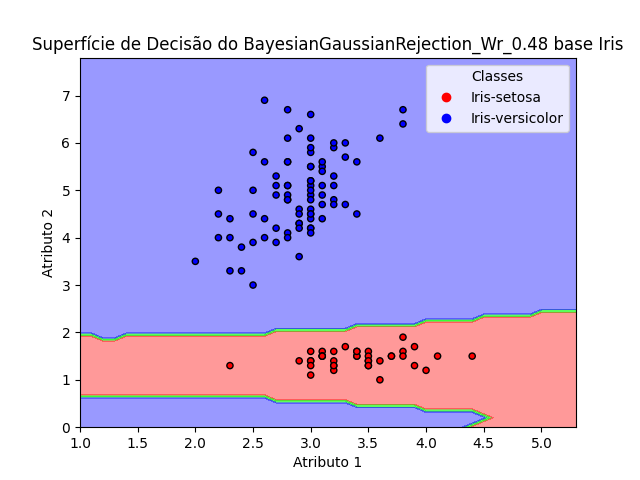 Superfície de Decisão do BayesianGaussianRejection_Wr_0.48 base Iris
Classes
Iris-setosa
Iris-versicolor
7
6
5
4
3
2
1
0
Atributo 2
1.0 1.5 2.0 2.5 3.0 3.5 4.0 4.5 5.0
Atributo 1